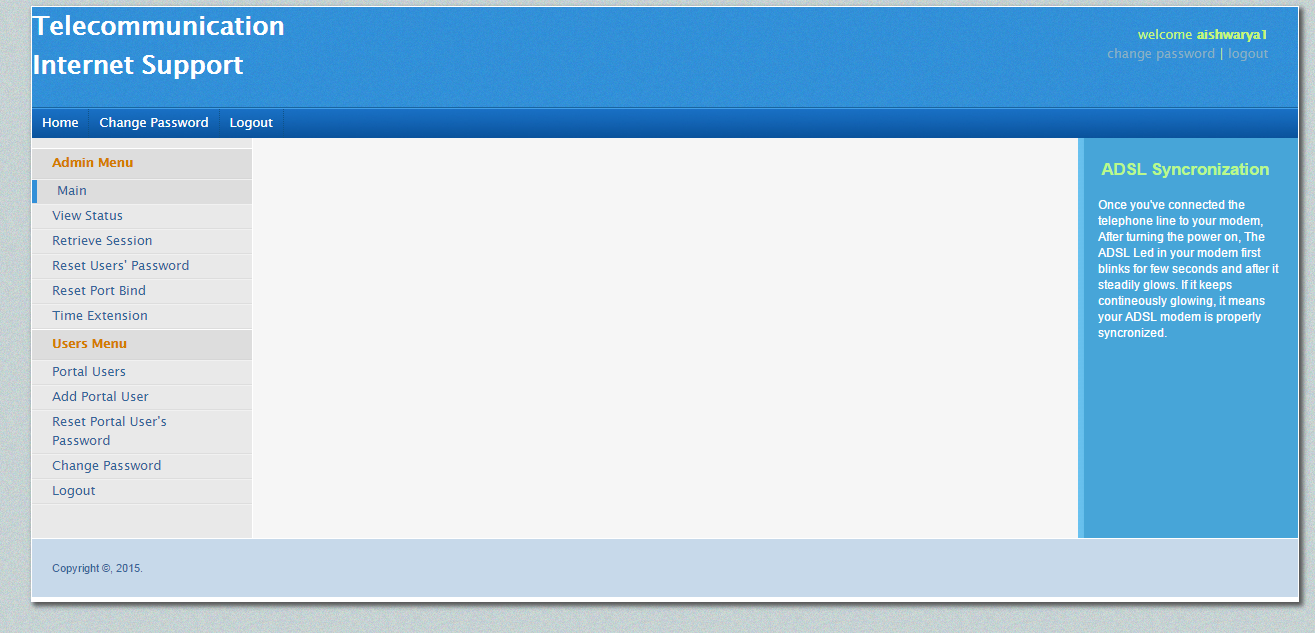 Telecommunication
Internet Support
welcome aishwarya1
change password | logout
Home Change Password Logout
Admin Menu
Main
View Status
Retrieve Session
Reset Users' Password
Reset Port Bind
Time Extension
Users Menu
Portal Users
Add Portal User
Reset Portal User's
Password
Change Password
Logout
ADSL Syncronization
Once you've connected the
telephone line to your modem,
After turning the power on, The
ADSL Led in your modem first
blinks for few seconds and after it
steadily glows. If it keeps
contineously glowing, it means
your ADSL modem is properly
syncronized.
Copyright ©, 2015.